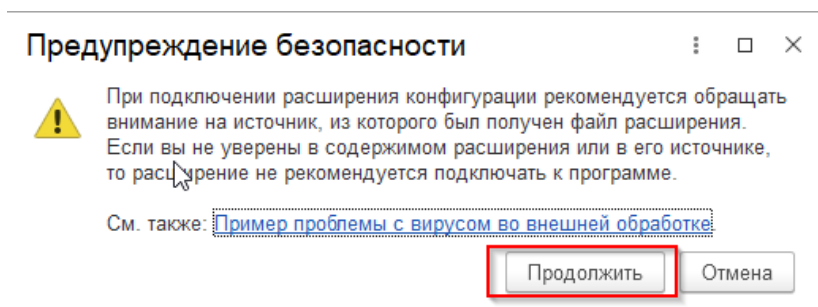 Предупреждение безопасности
При подключении расширения конфигурации рекомендуется обращать
внимание на источник, из которого был получен файл расширения.
Если вы не уверены в содержимом расширения или в его источнике,
то расширение не рекомендуется подключать к программе.
См. также: Пример проблемы с вирусом во внешней обработке.
Продолжить Отмена